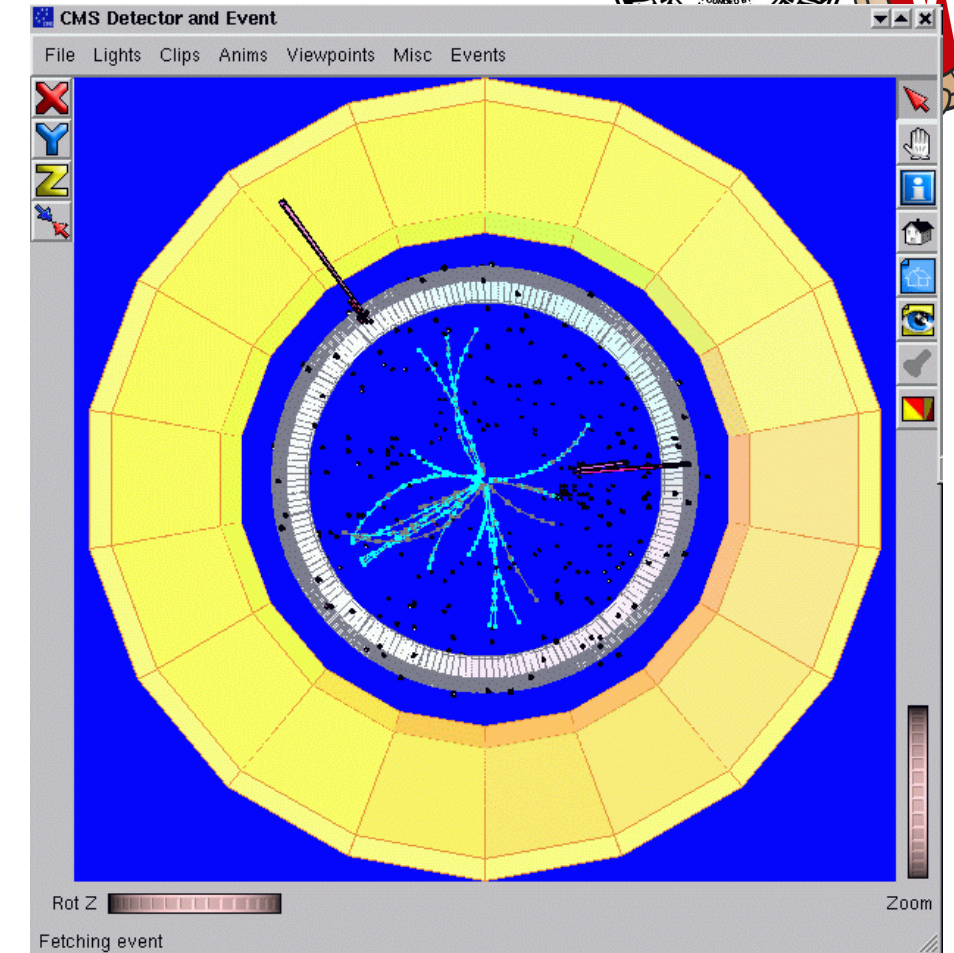 CMS Detector and Event
File Lights Clips Anims Viewpoints Misc Events
X
Y
Z
i
Rot Z
Zoom
Fetching event